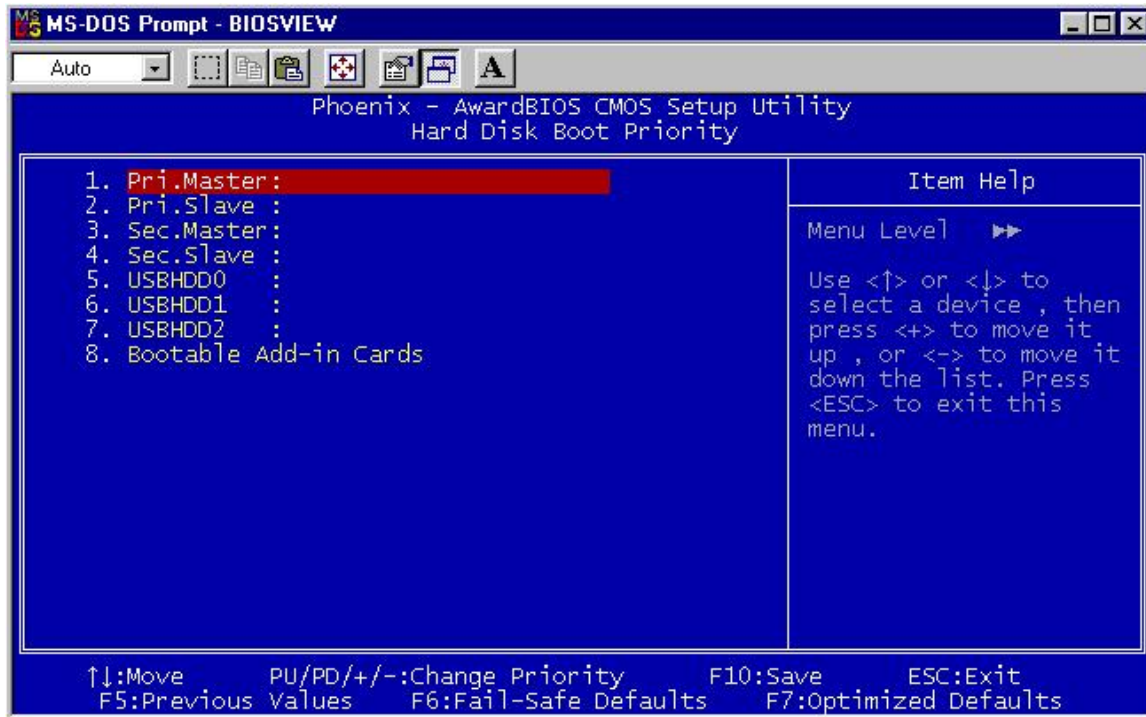 MS-DOS Prompt - BIOSVIEW
Auto
A
Phoenix - AwardBIOS CMOS Setup Utility
Hard Disk Boot Priority
1. Pri.Master:
2. Pri.Slave :
3. Sec.Master:
4. Sec.Slave :
5. USBHDD0   :
6. USBHDD1   :
7. USBHDD2   :
8. Bootable Add-in Cards
Item Help
Menu Level   ▶▶
Use <↑> or <↓> to
select a device , then
press <+> to move it
up , or <-> to move it
down the list. Press
<ESC> to exit this
menu.
↑↓:Move     PU/PD/+/-:Change Priority     F10:Save     ESC:Exit
F5:Previous Values   F6:Fail-Safe Defaults   F7:Optimized Defaults